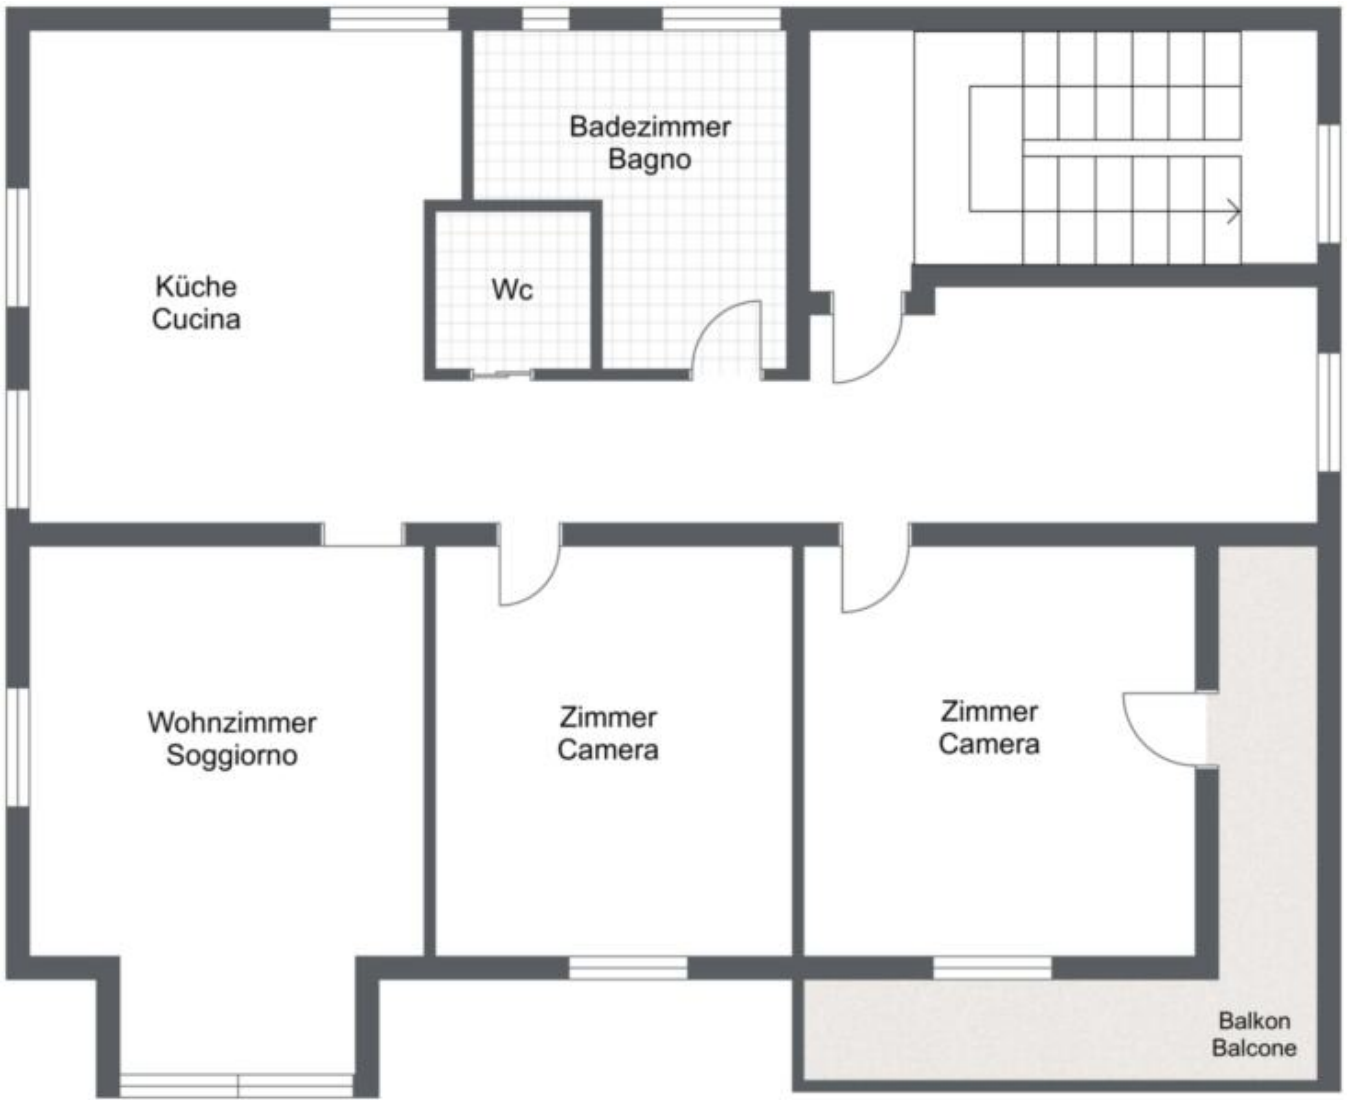 Badezimmer
Bagno
Küche
Cucina
Wc
Wohnzimmer
Soggiorno
Zimmer
Camera
Zimmer
Camera
Balkon
Balcone